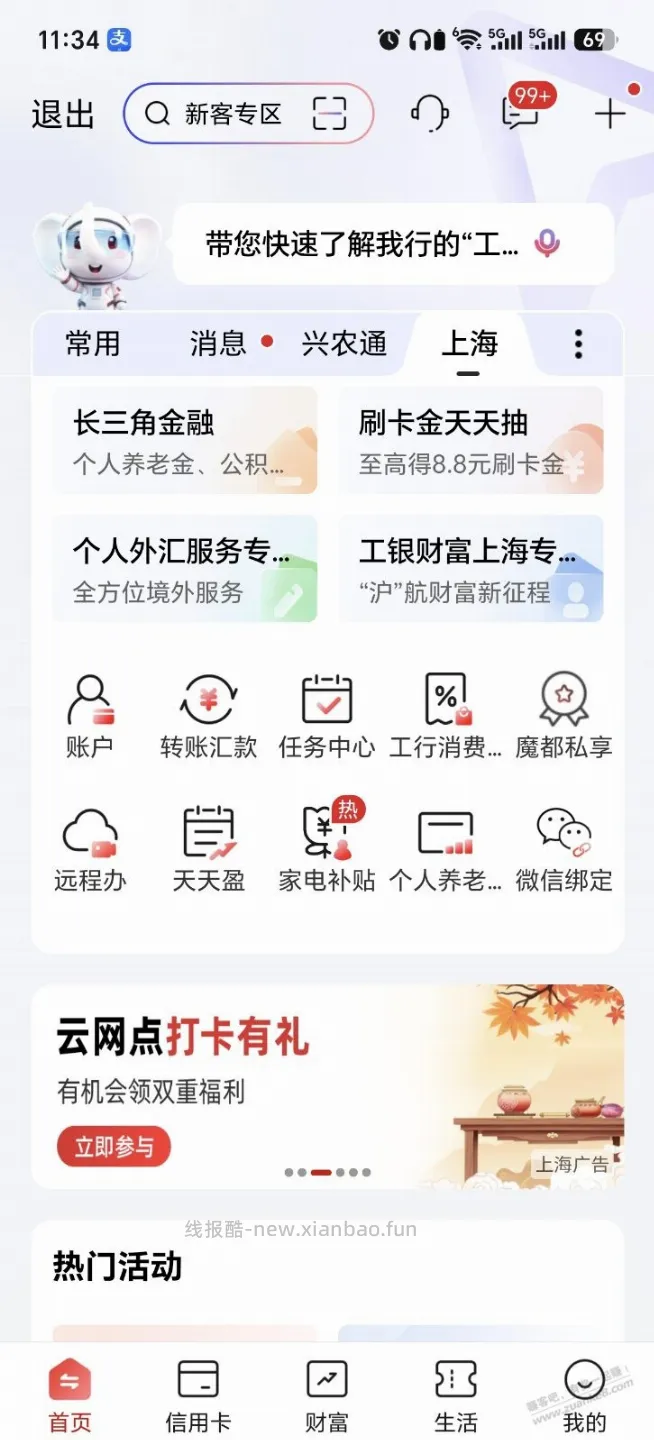 11:34 支 6 5G 5G 69
退出 新客专区 99+
带您快速了解我行的“工...
常用 消息 兴农通 上海
长三角金融 刷卡金天天抽
个人养老金、公积... 至高得8.8元刷卡金
个人外汇服务专... 工银财富上海专...
全方位境外服务 “沪”航财富新征程
账户 转账汇款 任务中心 工行消费... 魔都私享
热
远程办 天天盈 家电补贴 个人养老... 微信绑定
云网点打卡有礼
有机会领双重福利
立即参与
上海广告
线报酷-new.xianbao.fun
热门活动
首页 信用卡 财富 生活 我的